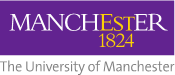 MANCHESTER
1824
The University of Manchester